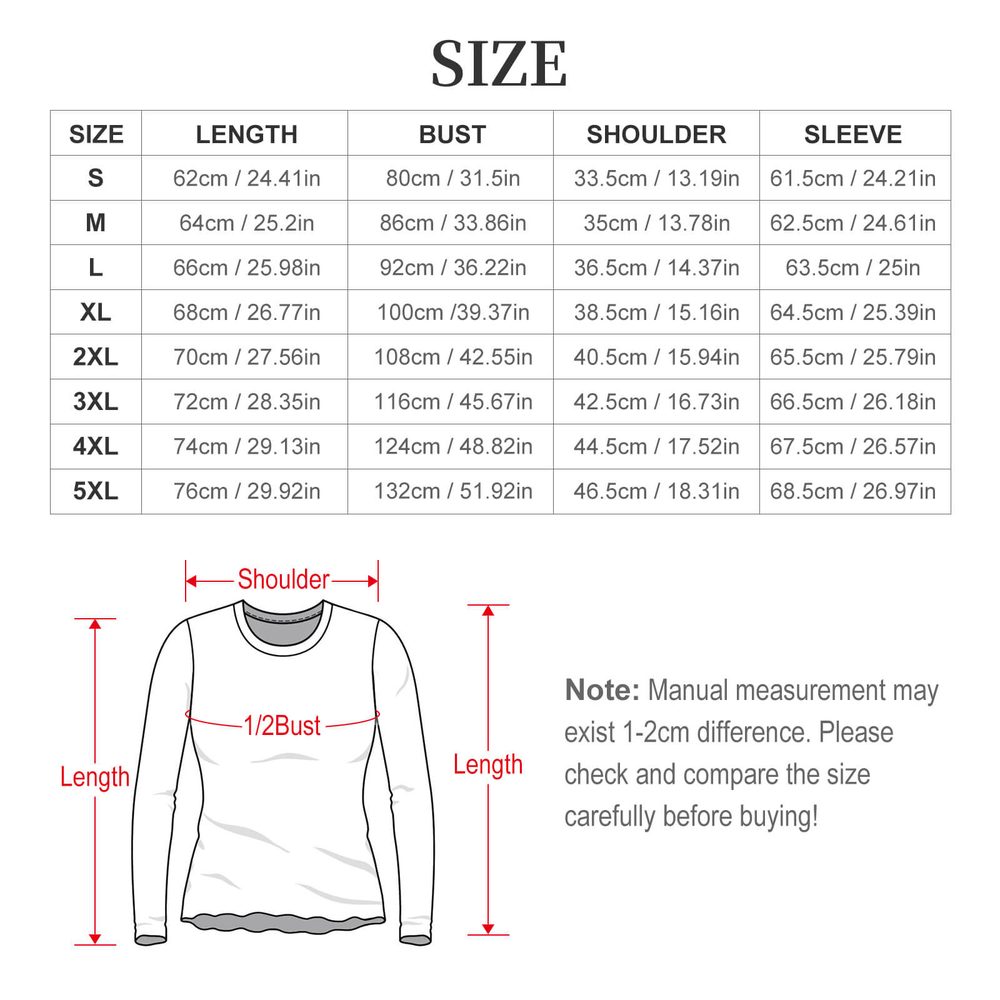 SIZE
SIZE LENGTH BUST SHOULDER SLEEVE
S 62cm / 24.41in 80cm / 31.5in 33.5cm / 13.19in 61.5cm / 24.21in
M 64cm / 25.2in 86cm / 33.86in 35cm / 13.78in 62.5cm / 24.61in
L 66cm / 25.98in 92cm / 36.22in 36.5cm / 14.37in 63.5cm / 25in
XL 68cm / 26.77in 100cm /39.37in 38.5cm / 15.16in 64.5cm / 25.39in
2XL 70cm / 27.56in 108cm / 42.55in 40.5cm / 15.94in 65.5cm / 25.79in
3XL 72cm / 28.35in 116cm / 45.67in 42.5cm / 16.73in 66.5cm / 26.18in
4XL 74cm / 29.13in 124cm / 48.82in 44.5cm / 17.52in 67.5cm / 26.57in
5XL 76cm / 29.92in 132cm / 51.92in 46.5cm / 18.31in 68.5cm / 26.97in
Shoulder
1/2Bust
Length
Length
Note: Manual measurement may
exist 1-2cm difference. Please
check and compare the size
carefully before buying!